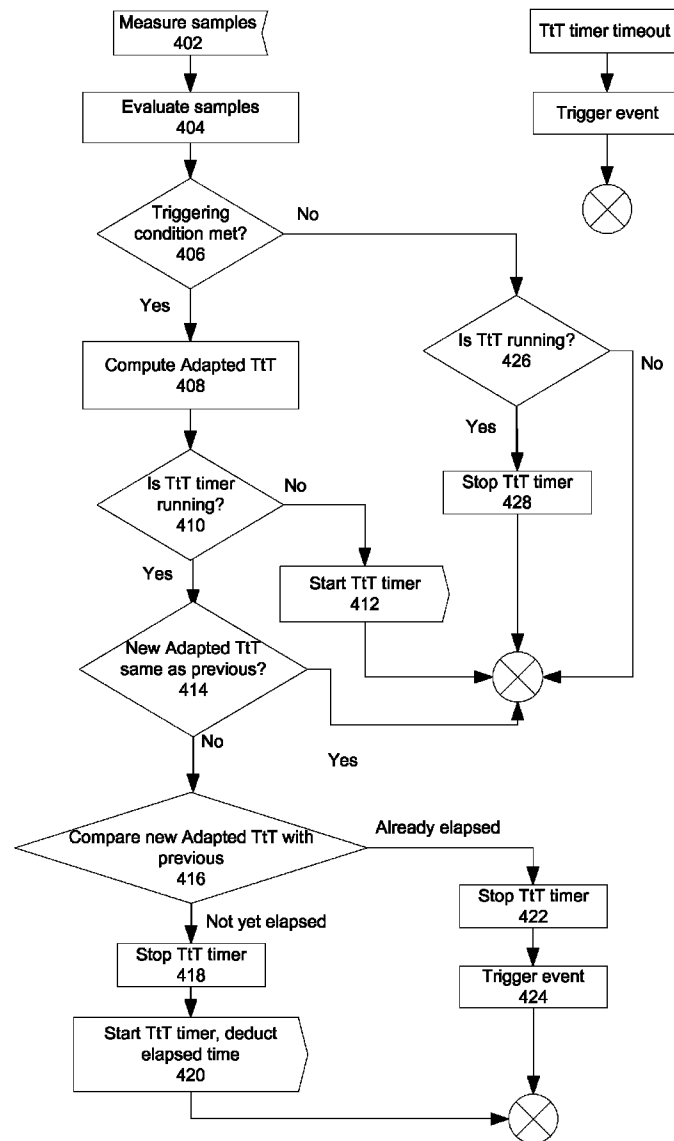 Measure samples
402
TtT timer timeout
Evaluate samples
404
Trigger event
Triggering
condition met?
406
No
Yes
Is TtT running?
426
No
Compute Adapted TtT
408
Yes
Is TtT timer
running?
410
No
Stop TtT timer
428
Yes
Start TtT timer
412
New Adapted TtT
same as previous?
414
No
Yes
Compare new Adapted TtT with
previous
416
Already elapsed
Not yet elapsed
Stop TtT timer
422
Stop TtT timer
418
Trigger event
424
Start TtT timer, deduct
elapsed time
420